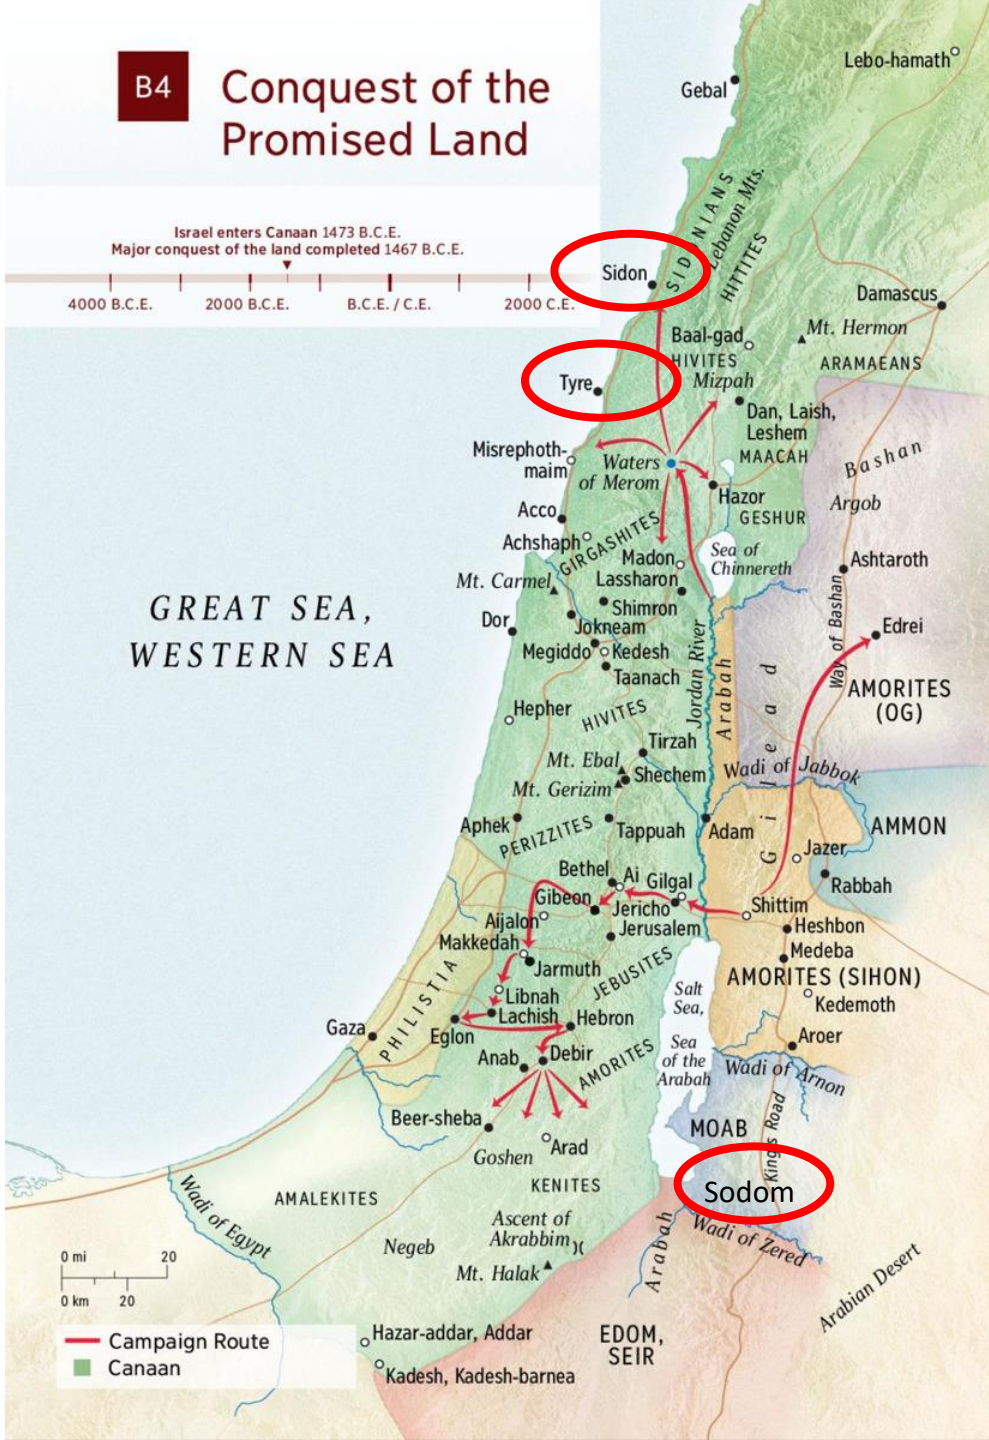 B4
Conquest of the
Promised Land
Israel enters Canaan 1473 B.C.E.
Major conquest of the land completed 1467 B.C.E.
4000 B.C.E.
2000 B.C.E.
B.C.E. / C.E.
2000 C.E.
Lebo-hamath
Gebal
SIDONIANS
Lebanon Mts.
HITTITES
Sidon
Damascus
Mt. Hermon
Baal-gad
HIVITES
ARAMAEANS
Mizpah
Tyre
Dan, Laish,
Leshem
MAACAH
Bashan
Misrephoth-
maim
Waters
of Merom
Hazor
Argob
GESHUR
Acco
Achshaph
GIRGASHITES
Sea of
Chinnereth
Madon
Ashtaroth
Mt. Carmel
Lassharon
Way of Bashan
GREAT SEA,
WESTERN SEA
Shimron
Dor
Jokneam
Edrei
Megiddo
Kedesh
Taanach
Jordan River
Arabah
Gilead
AMORITES
(OG)
Hepher
HIVITES
Tirzah
Mt. Ebal
Shechem
Wadi of Jabbok
Mt. Gerizim
Aphek
PERIZZITES
Tappuah
Adam
AMMON
Jazer
Bethel
Ai
Gilgal
Rabbah
Gibeon
Jericho
Shittim
Aijalon
Jerusalem
Heshbon
Makkedah
Medeba
Jarmuth
JEBUSITES
AMORITES (SIHON)
PHILISTIA
Libnah
Salt
Sea,
Kedemoth
Lachish
Hebron
Gaza
Eglon
Sea
of the
Arabah
Aroer
Anab
Debir
AMORITES
Wadi of Arnon
Beer-sheba
MOAB
King's Road
Arad
Goshen
KENITES
Sodom
AMALEKITES
Wadi of Egypt
Ascent of
Akrabbim
Arabah
Wadi of Zered
Negeb
Mt. Halak
Arabian Desert
0 mi 20
0 km 20
Campaign Route
Canaan
Hazar-addar, Addar
EDOM,
SEIR
Kadesh, Kadesh-barnea